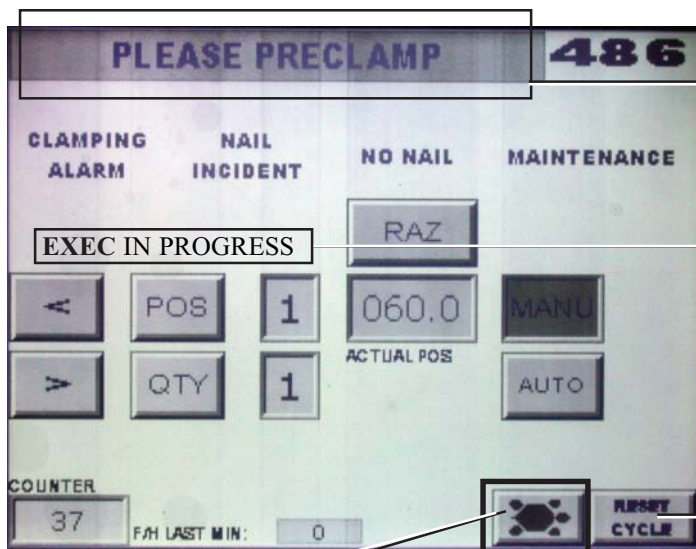 PLEASE PRECLAMP 486
CLAMPING ALARM NAIL INCIDENT NO NAIL MAINTENANCE
RAZ
EXEC IN PROGRESS
< POS 1 060.0 MANU
ACTUAL POS
> QTY 1 AUTO
COUNTER
37 F/H LAST MIN: 0
RESET CYCLE